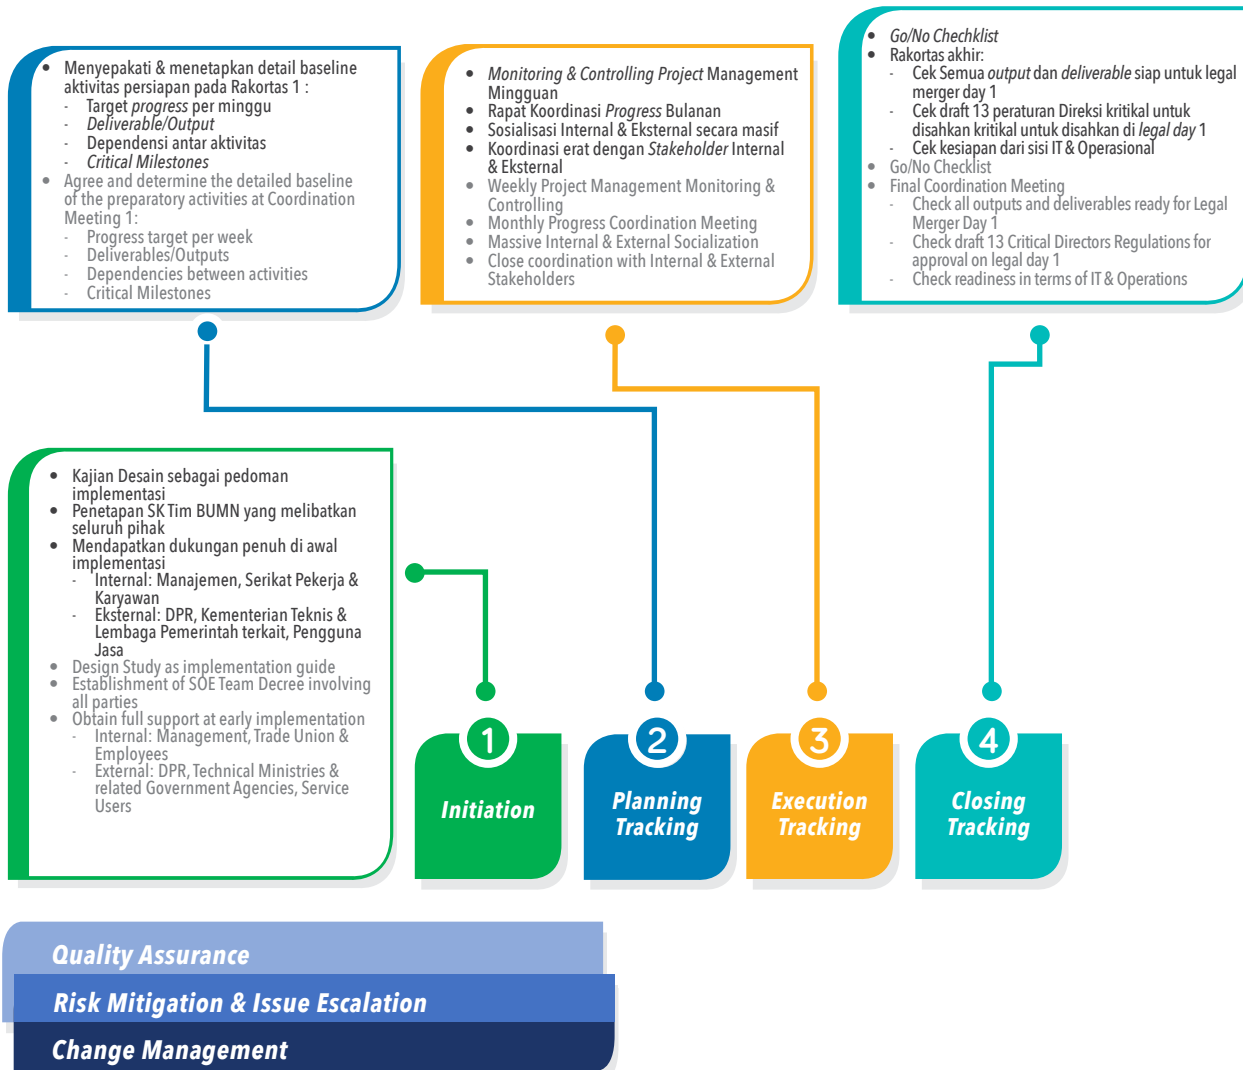 • Menyepakati & menetapkan detail baseline
aktivitas persiapan pada Rakortas 1 :
- Target progress per minggu
- Deliverable/Output
- Dependensi antar aktivitas
- Critical Milestones
• Agree and determine the detailed baseline
of the preparatory activities at Coordination
Meeting 1:
- Progress target per week
- Deliverables/Outputs
- Dependencies between activities
- Critical Milestones
• Monitoring & Controlling Project Management
Mingguan
• Rapat Koordinasi Progress Bulanan
• Sosialisasi Internal & Eksternal secara masif
• Koordinasi erat dengan Stakeholder Internal
& Eksternal
• Weekly Project Management Monitoring &
Controlling
• Monthly Progress Coordination Meeting
• Massive Internal & External Socialization
• Close coordination with Internal & External
Stakeholders
• Go/No Chechklist
• Rakortas akhir:
- Cek Semua output dan deliverable siap untuk legal
merger day 1
- Cek draft 13 peraturan Direksi kritikal untuk
disahkan kritikal untuk disahkan di legal day 1
- Cek kesiapan dari sisi IT & Operasional
• Go/No Checklist
• Final Coordination Meeting
- Check all outputs and deliverables ready for Legal
Merger Day 1
- Check draft 13 Critical Directors Regulations for
approval on legal day 1
- Check readiness in terms of IT & Operations
• Kajian Desain sebagai pedoman
implementasi
• Penetapan SK Tim BUMN yang melibatkan
seluruh pihak
• Mendapatkan dukungan penuh di awal
implementasi
- Internal: Manajemen, Serikat Pekerja &
Karyawan
- Eksternal: DPR, Kementerian Teknis &
Lembaga Pemerintah terkait, Pengguna
Jasa
• Design Study as implementation guide
• Establishment of SOE Team Decree involving
all parties
• Obtain full support at early implementation
- Internal: Management, Trade Union &
Employees
- External: DPR, Technical Ministries &
related Government Agencies, Service
Users
1
Initiation
2
Planning
Tracking
3
Execution
Tracking
4
Closing
Tracking
Quality Assurance
Risk Mitigation & Issue Escalation
Change Management